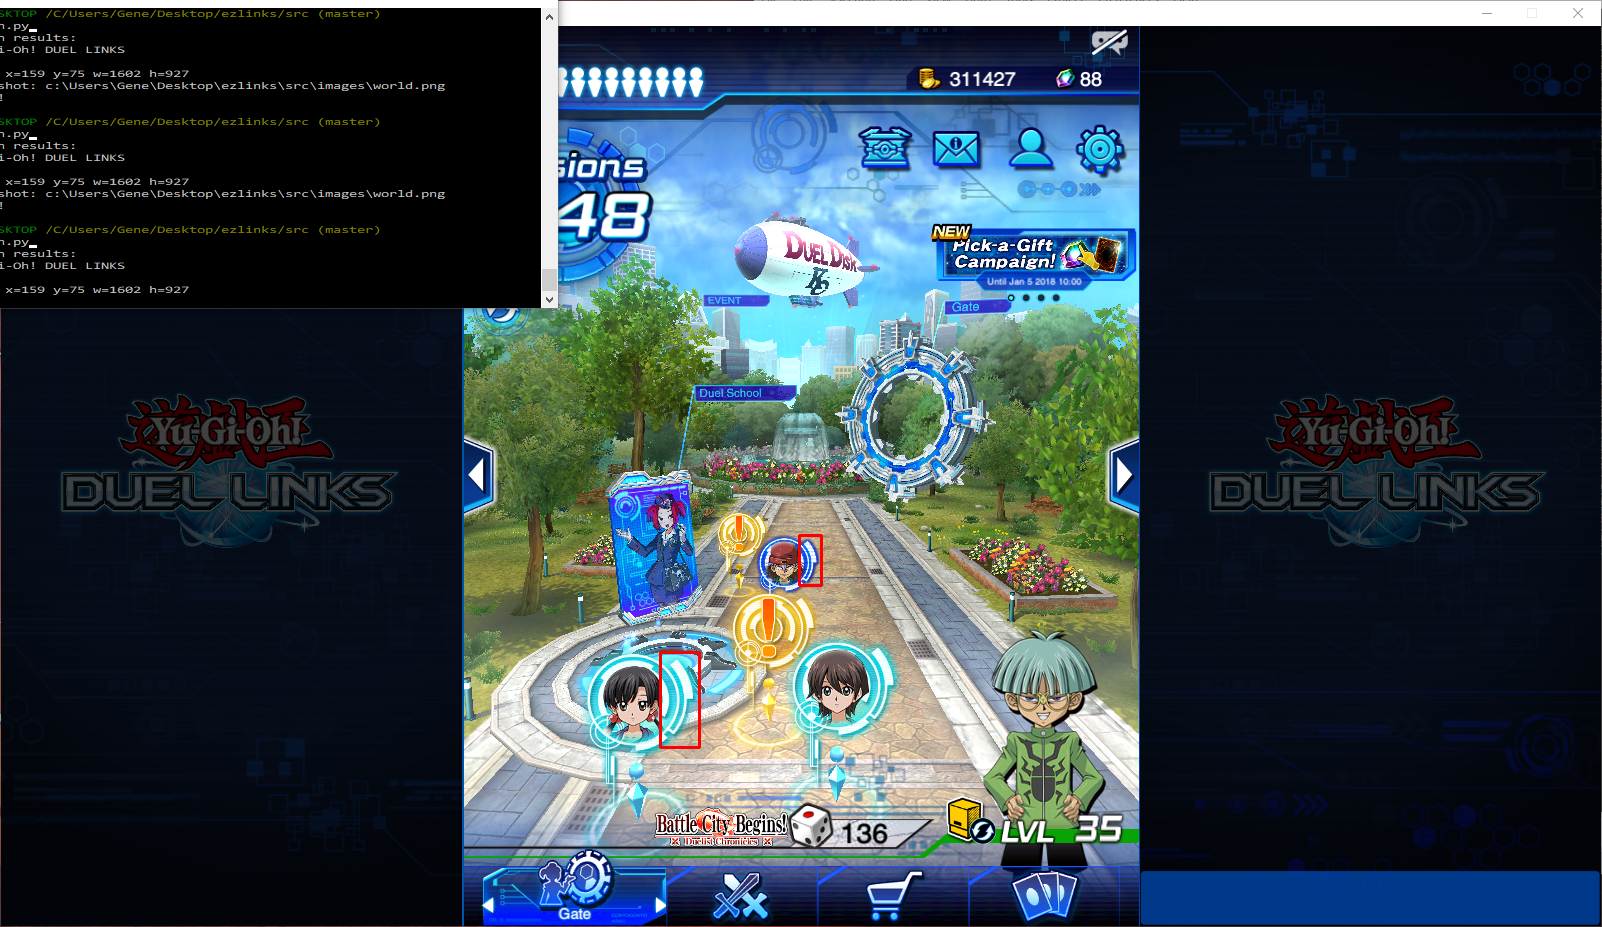 SKTOP /C/Users/Gene/Desktop/ezlinks/src (master)
n.py
n results:
i-Oh! DUEL LINKS
x=159 y=75 w=1602 h=927
shot: c:\Users\Gene\Desktop\ezlinks\src\images\world.png
!
SKTOP /C/Users/Gene/Desktop/ezlinks/src (master)
n.py
n results:
i-Oh! DUEL LINKS
x=159 y=75 w=1602 h=927
shot: c:\Users\Gene\Desktop\ezlinks\src\images\world.png
!
SKTOP /C/Users/Gene/Desktop/ezlinks/src (master)
n.py
n results:
i-Oh! DUEL LINKS
x=159 y=75 w=1602 h=927
311427
88
sions
48
DUEL DISK
KC
NEW
Pick-a-Gift
Campaign!
Until Jan 5 2018 10:00
EVENT
Gate
Duel School
Yu-Gi-Oh!
DUEL LINKS
Yu-Gi-Oh!
DUEL LINKS
Battle City Begins!
Duelist Chronicles
136
LVL 35
Gate